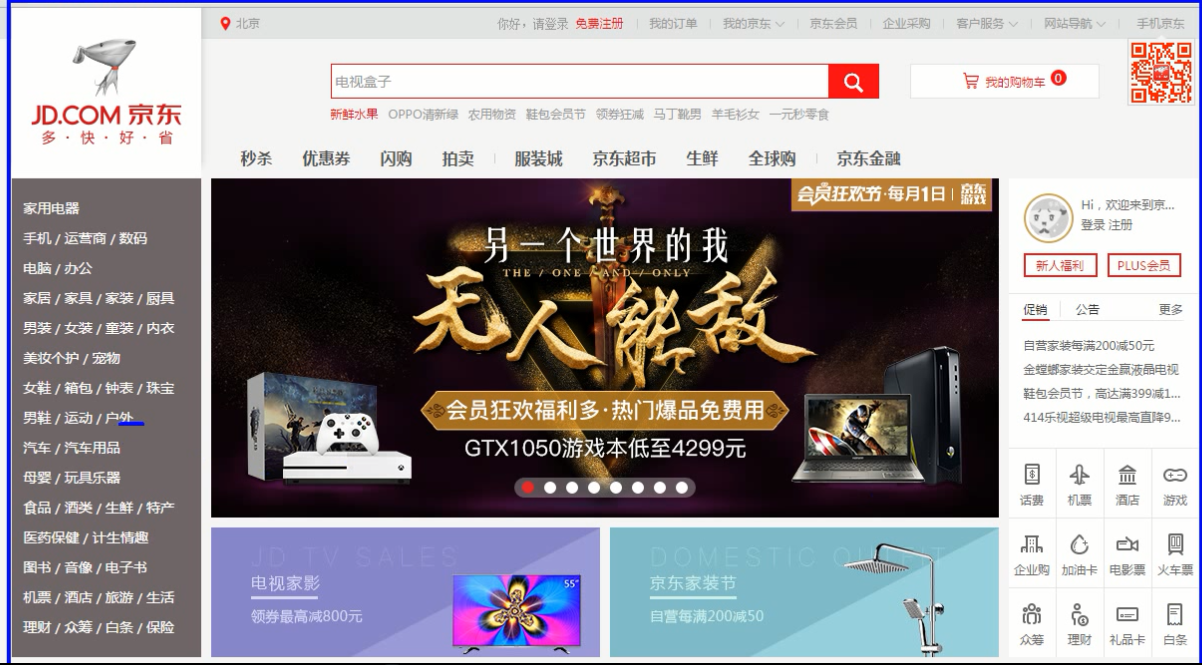 北京
你好，请登录 免费注册
我的订单
我的京东
京东会员
企业采购
客户服务
网站导航
手机京东
JD.COM 京东
多·快·好·省
电视盒子
我的购物车 0
新鲜水果 OPPO清新绿 农用物资 鞋包会员节 领券狂减 马丁靴男 羊毛衫女 一元秒零食
秒杀 优惠券 闪购 拍卖 服装城 京东超市 生鲜 全球购 京东金融
家用电器
手机 / 运营商 / 数码
电脑 / 办公
家居 / 家具 / 家装 / 厨具
男装 / 女装 / 童装 / 内衣
美妆个护 / 宠物
女鞋 / 箱包 / 钟表 / 珠宝
男鞋 / 运动 / 户外
汽车 / 汽车用品
母婴 / 玩具乐器
食品 / 酒类 / 生鲜 / 特产
医药保健 / 计生情趣
图书 / 音像 / 电子书
机票 / 酒店 / 旅游 / 生活
理财 / 众筹 / 白条 / 保险
会员狂欢节·每月1日 京东游戏
另一个世界的我
THE / ONE / AND / ONLY
无人能敌
会员狂欢福利多·热门爆品免费用
GTX1050游戏本低至4299元
JD TV SALES
电视家影
领券最高减800元
55"
DOMESTIC OUTFIT
京东家装节
自营每满200减50
Hi，欢迎来到京...
登录 注册
新人福利 PLUS会员
促销 公告 更多
自营家装每满200减50元
金螳螂家装交定金赢液晶电视
鞋包会员节，高达满399减1...
414乐视超级电视最高直降9...
话费 机票 酒店 游戏
企业购 加油卡 电影票 火车票
众筹 理财 礼品卡 白条